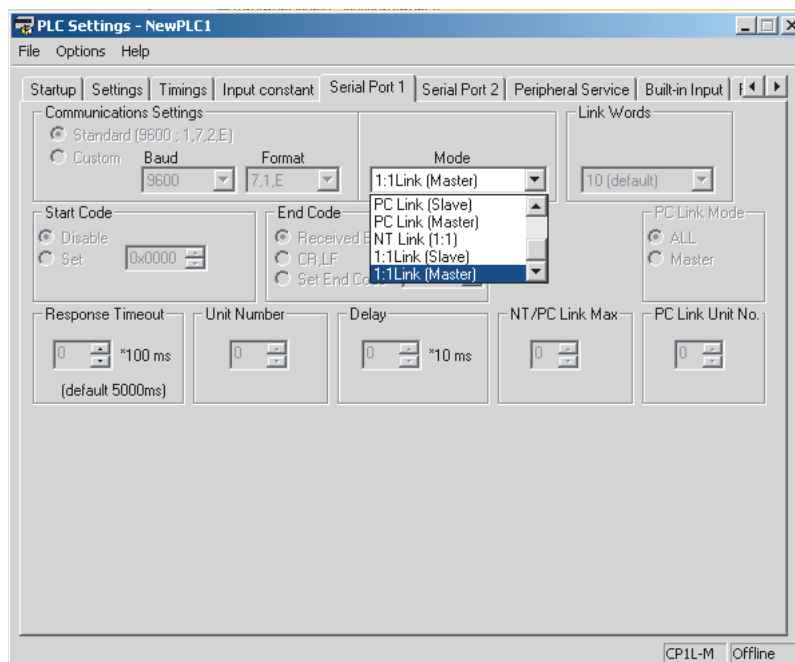 PLC Settings - NewPLC1
File Options Help
Startup Settings Timings Input constant Serial Port 1 Serial Port 2 Peripheral Service Built-in Input
Communications Settings
Link Words
Standard (9600 ; 1,7,2,E)
Custom Baud Format Mode
9600 7,1,E 1:1Link (Master) 10 (default)
PC Link (Slave)
PC Link (Master)
NT Link (1:1)
1:1Link (Slave)
1:1Link (Master)
Start Code End Code PC Link Mode
Disable Received ALL
Set 0x0000 CR,LF Master
Set End
Response Timeout Unit Number Delay NT/PC Link Max PC Link Unit No.
0 *100 ms 0 0 *10 ms 0 0
(default 5000ms)
CP1L-M Offline